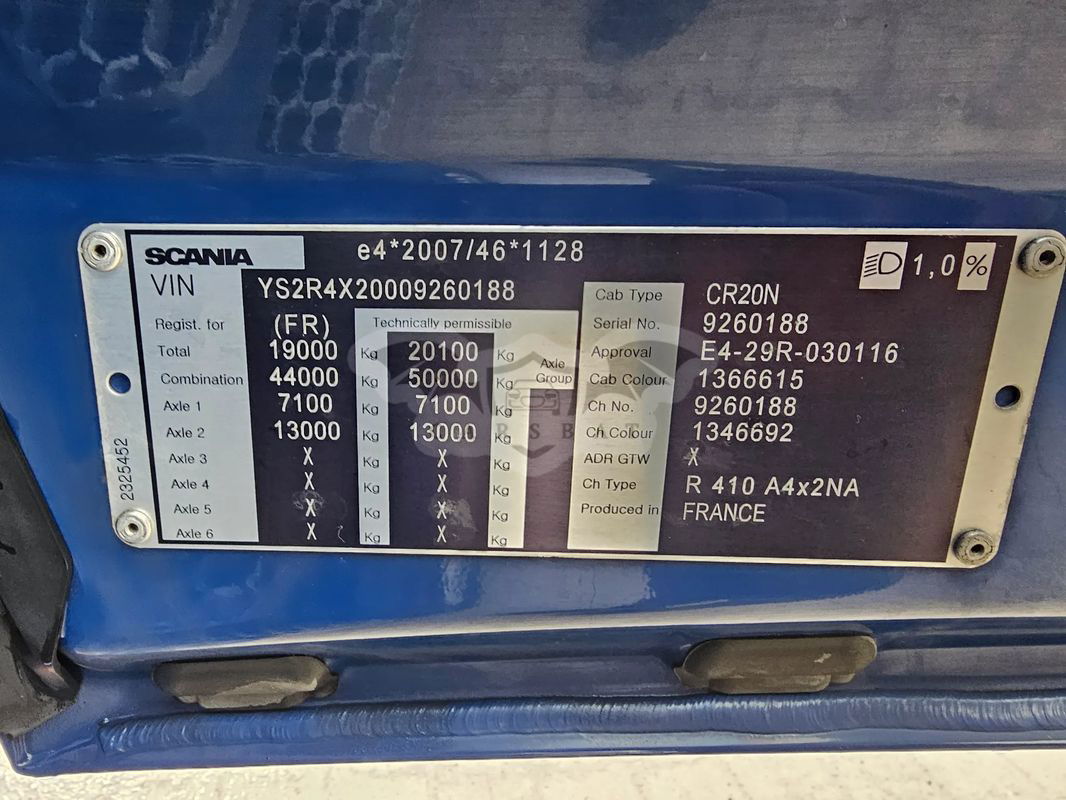 SCANIA e4*2007/46*1128 1,0 %
VIN YS2R4X20009260188
Regist. for (FR) Technically permissible
Total 19000 Kg 20100 Kg Axle Group
Combination 44000 Kg 50000 Kg
Axle 1 7100 Kg 7100 Kg
Axle 2 13000 Kg 13000 Kg
Axle 3 X Kg X Kg
Axle 4 X Kg X Kg
Axle 5 X Kg X Kg
Axle 6 X Kg X Kg
Cab Type CR20N
Serial No. 9260188
Approval E4-29R-030116
Cab Colour 1366615
Ch No. 9260188
Ch Colour 1346692
ADR GTW X
Ch Type R 410 A4x2NA
Produced in FRANCE
2325452